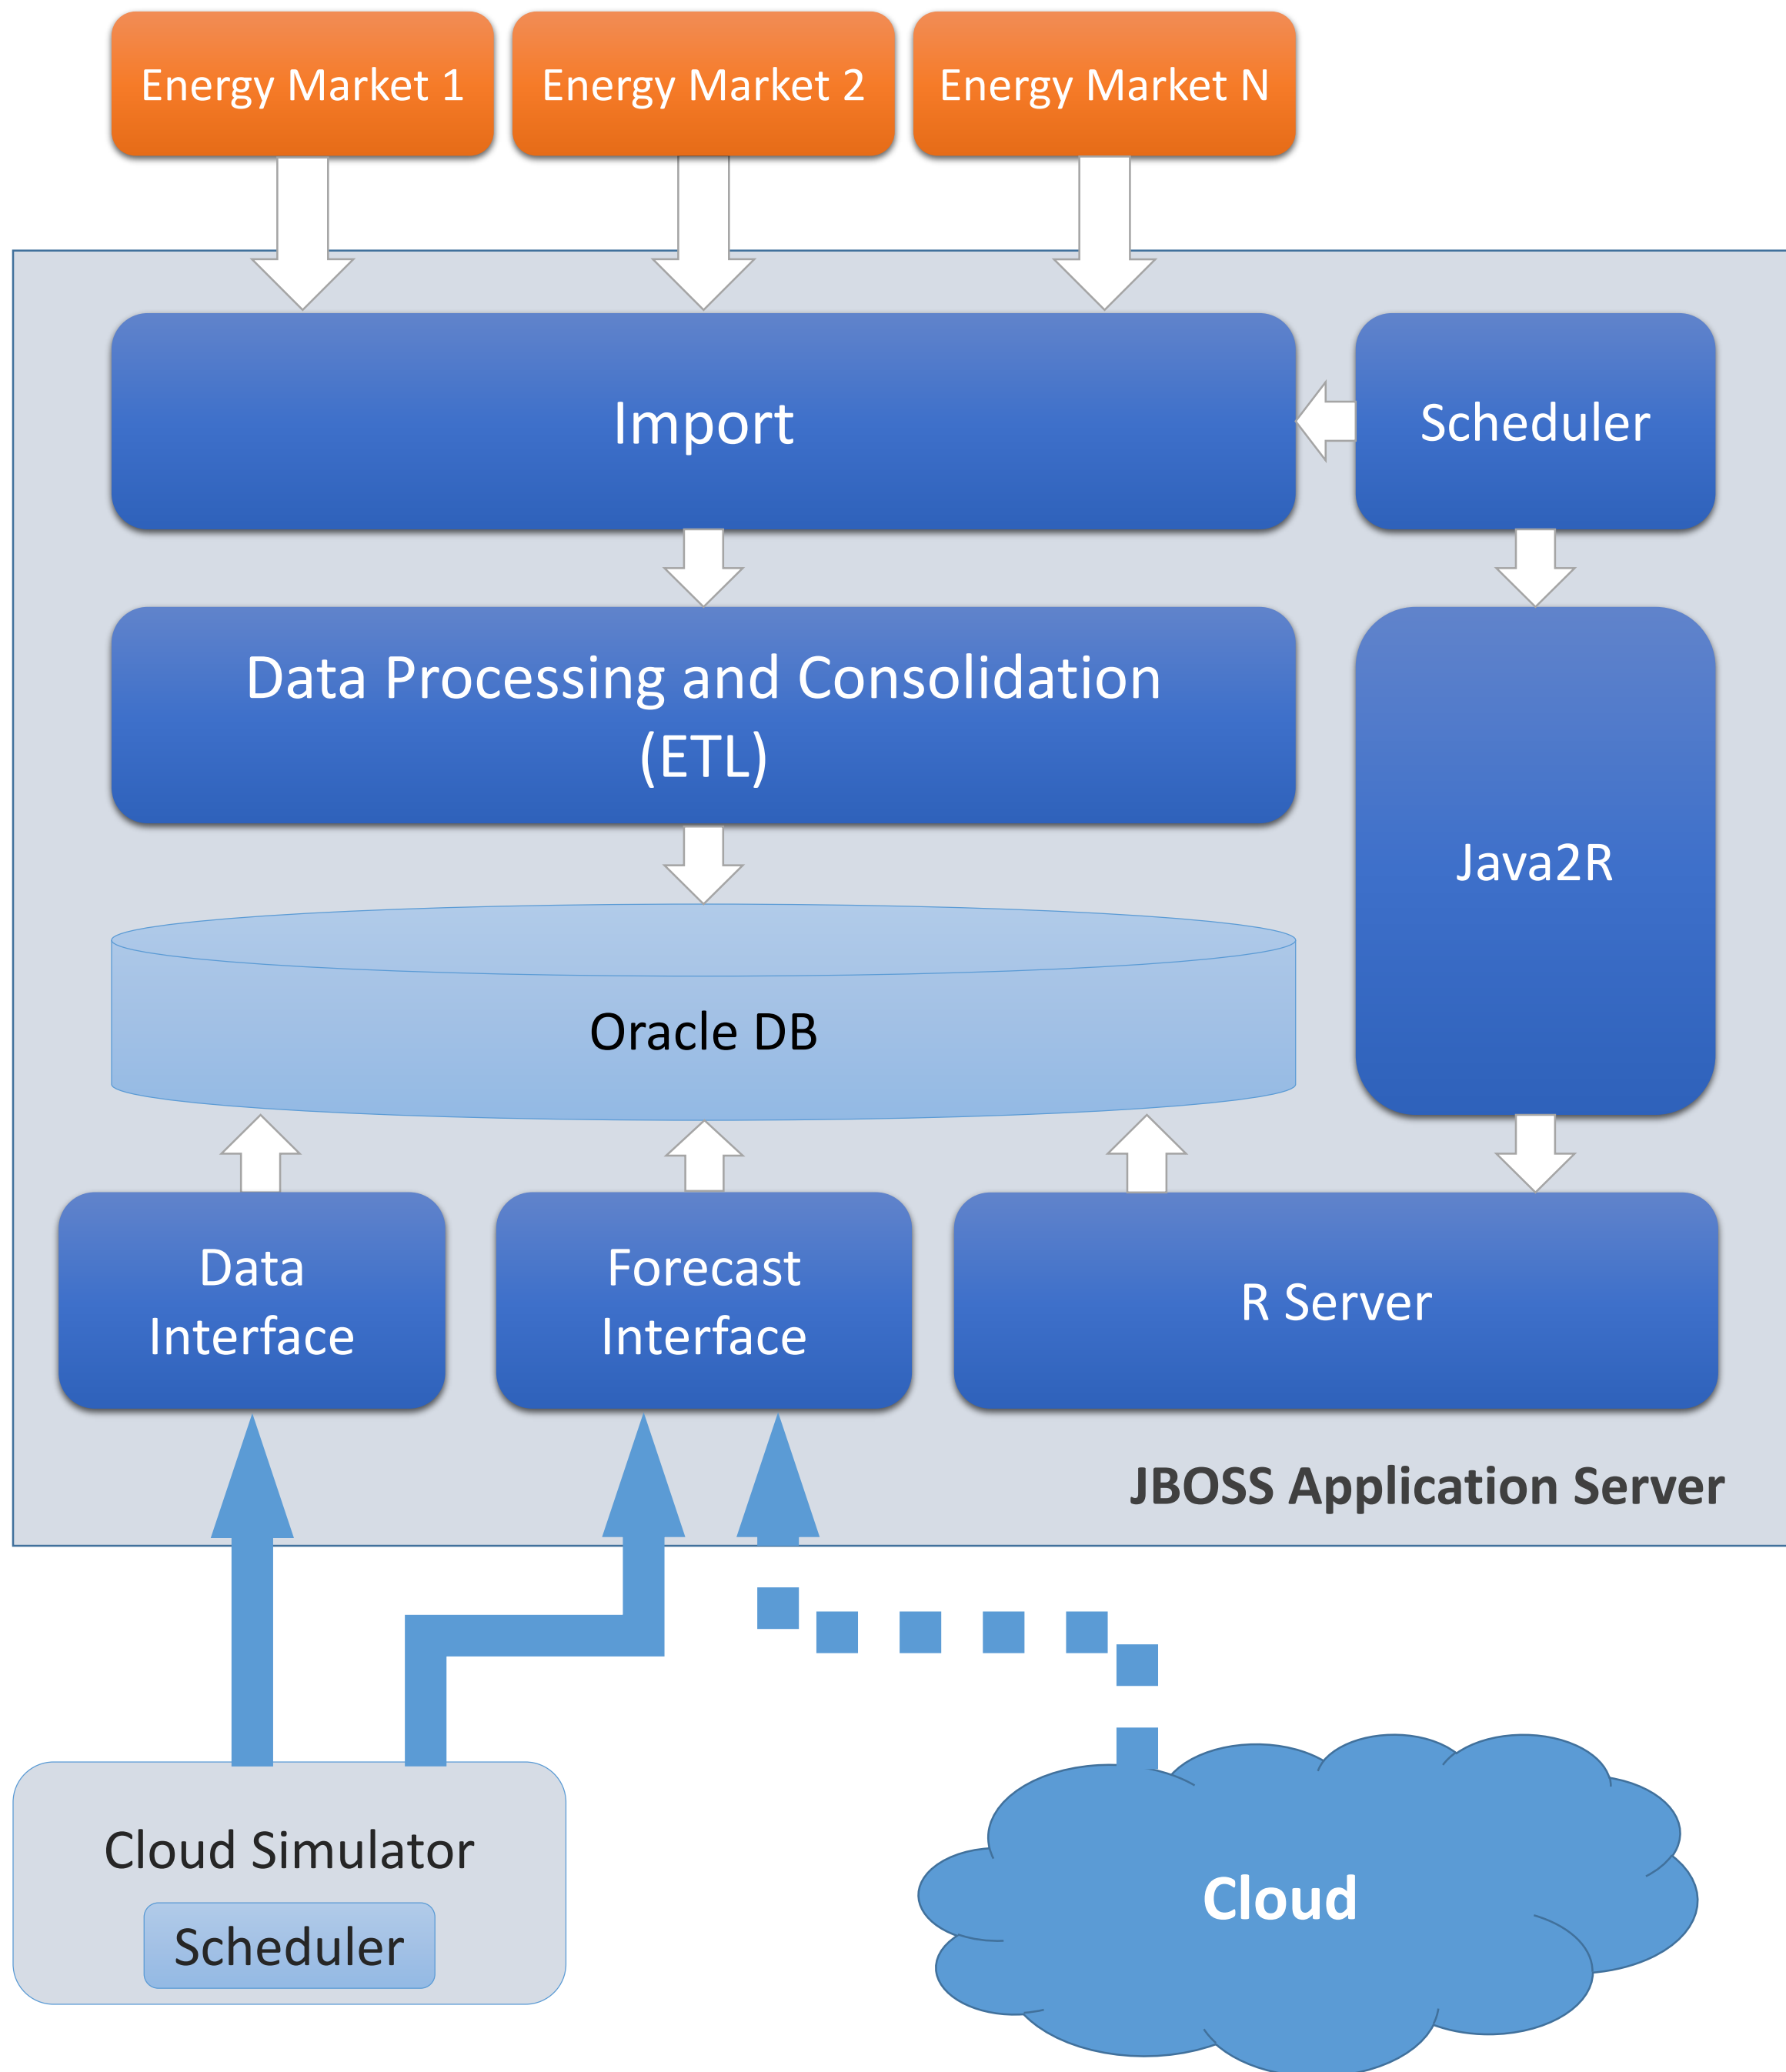 Energy Market 1
Energy Market 2
Energy Market N
Import
Scheduler
Data Processing and Consolidation
(ETL)
Java2R
Oracle DB
Data
Interface
Forecast
Interface
R Server
JBOSS Application Server
Cloud Simulator
Scheduler
Cloud